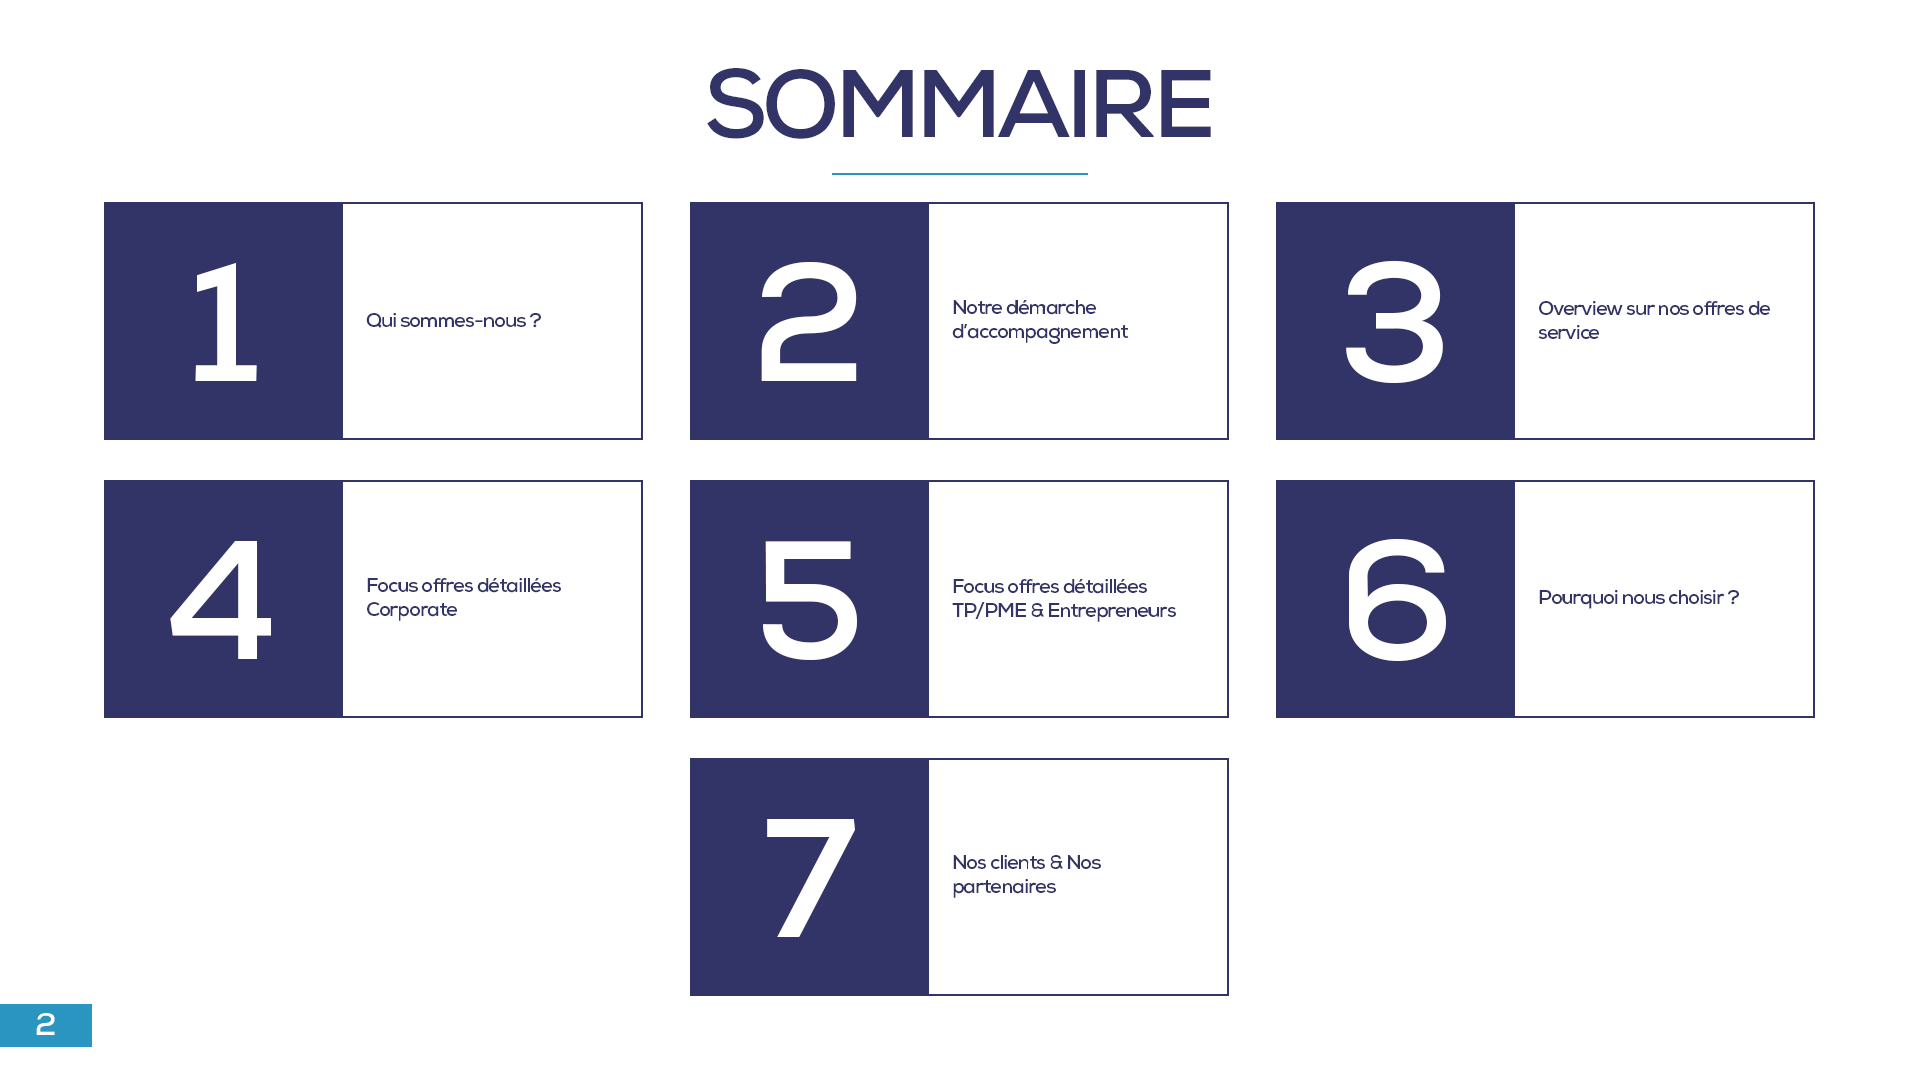 SOMMAIRE
1
Qui sommes-nous ?
2
Notre démarche
d'accompagnement
3
Overview sur nos offres de
service
4
Focus offres détaillées
Corporate
5
Focus offres détaillées
TP/PME & Entrepreneurs
6
Pourquoi nous choisir ?
7
Nos clients & Nos
partenaires
2